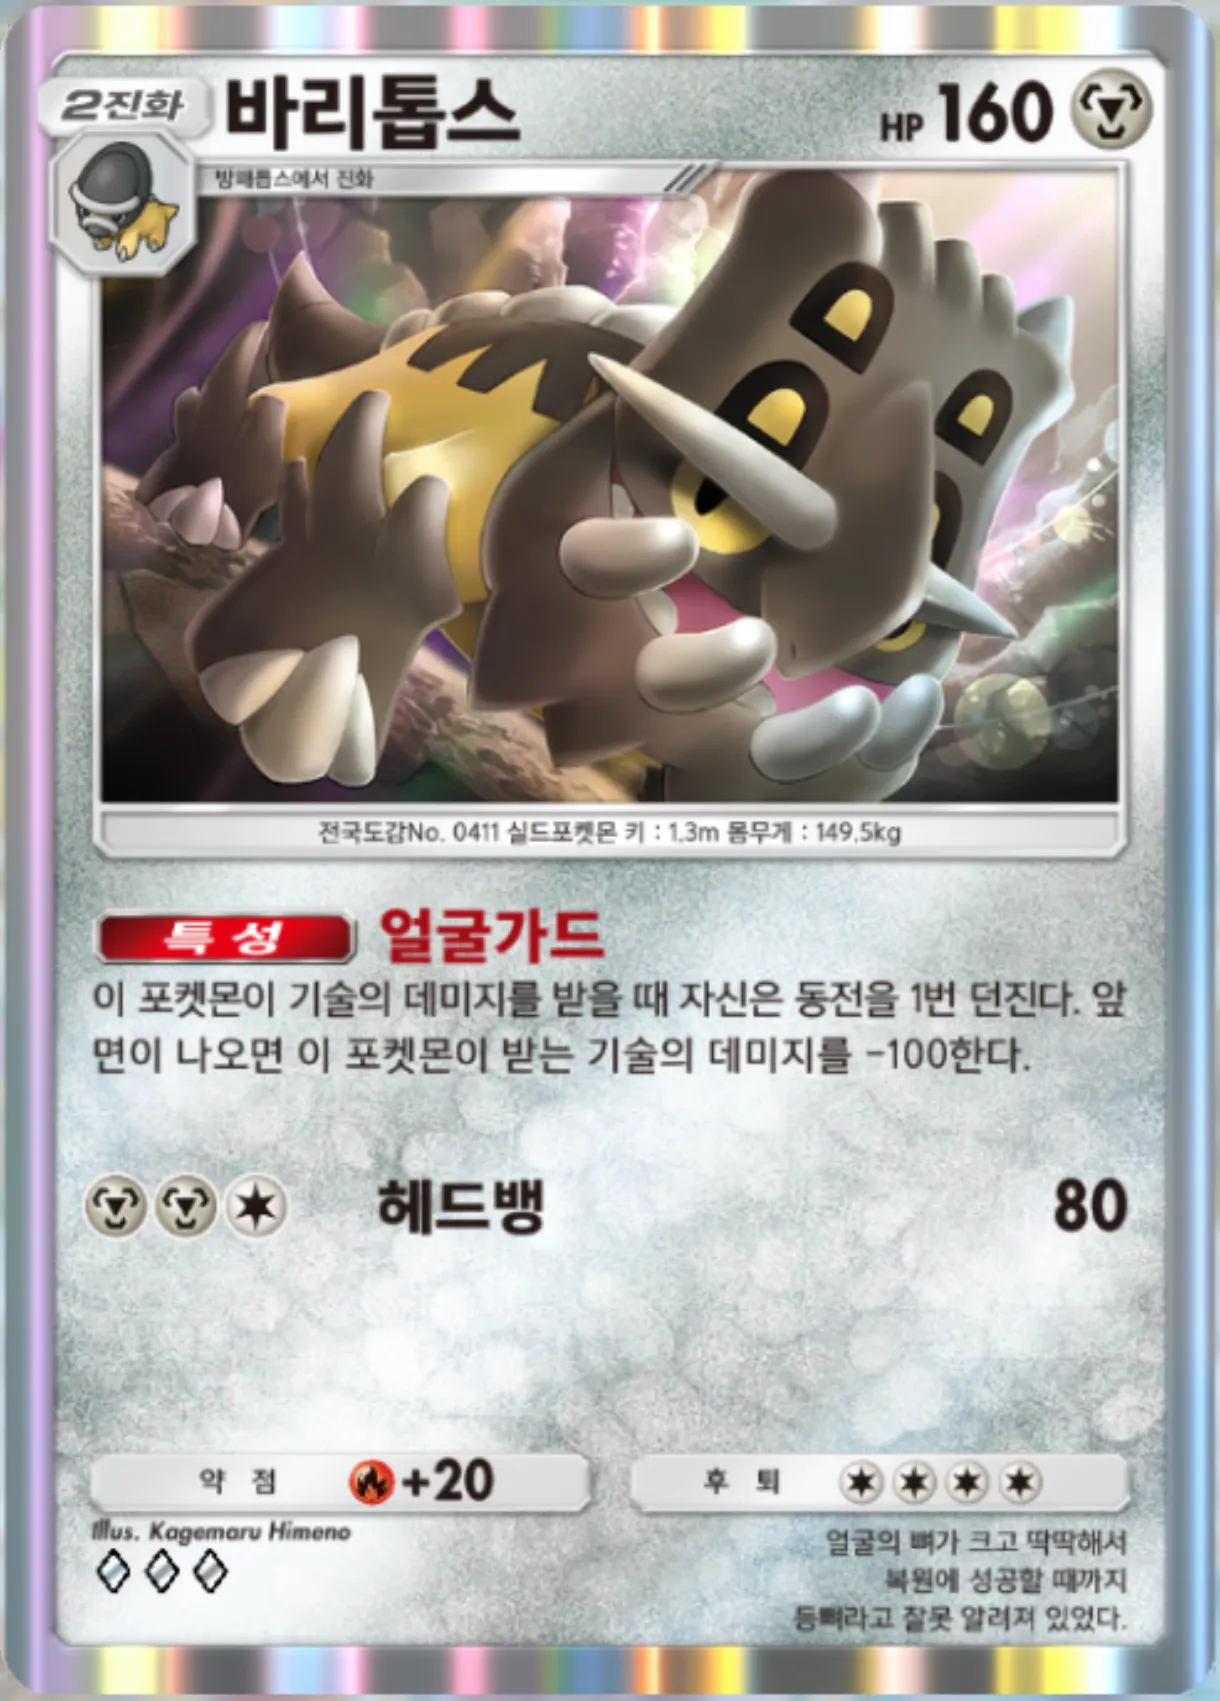 2진화
바리톱스
HP 160
방패톱스에서 진화
전국도감No. 0411 실드포켓몬 키 : 1.3m 몸무게 : 149.5kg
특성 얼굴가드
이 포켓몬이 기술의 데미지를 받을 때 자신은 동전을 1번 던진다. 앞
면이 나오면 이 포켓몬이 받는 기술의 데미지를 -100한다.
헤드뱅 80
약점 +20
후퇴
Illus. Kagemaru Himeno
얼굴의 뼈가 크고 딱딱해서
복원에 성공할 때까지
등뼈라고 잘못 알려져 있었다.